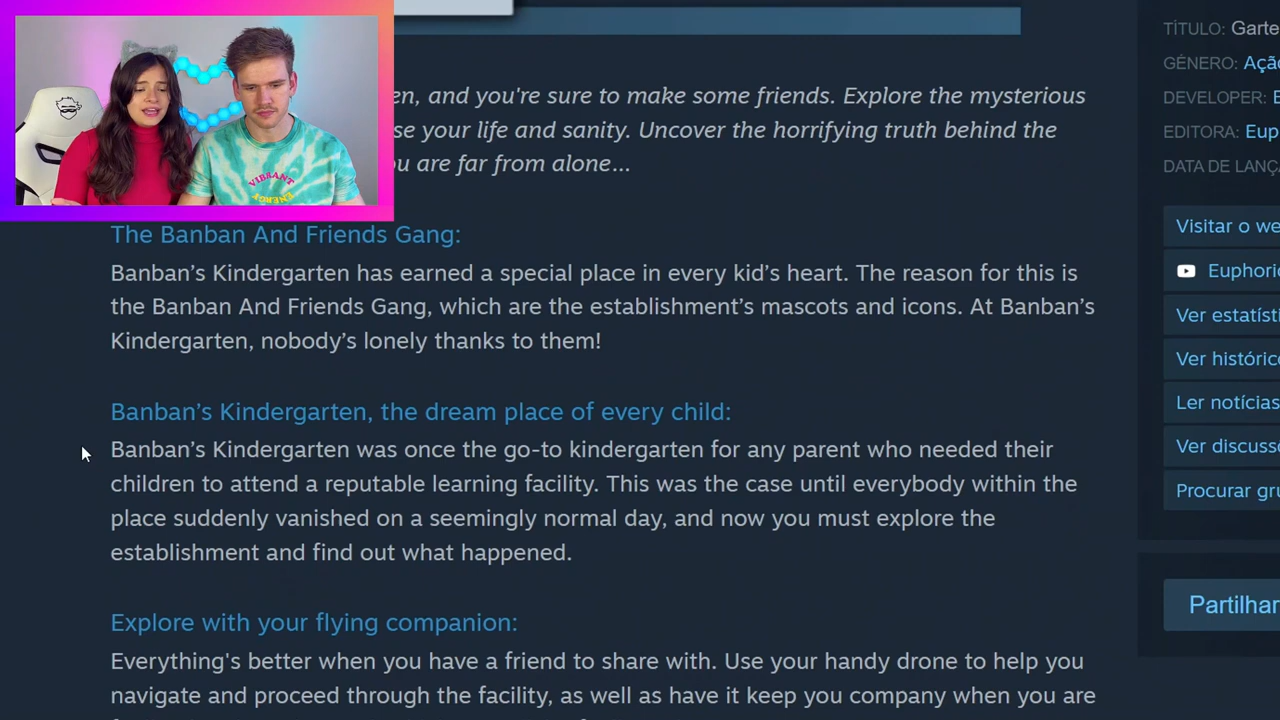 VIBRANT
ENERGY
en, and you're sure to make some friends. Explore the mysterious
se your life and sanity. Uncover the horrifying truth behind the
ou are far from alone...
The Banban And Friends Gang:
Banban's Kindergarten has earned a special place in every kid's heart. The reason for this is
the Banban And Friends Gang, which are the establishment's mascots and icons. At Banban's
Kindergarten, nobody's lonely thanks to them!
Banban's Kindergarten, the dream place of every child:
Banban's Kindergarten was once the go-to kindergarten for any parent who needed their
children to attend a reputable learning facility. This was the case until everybody within the
place suddenly vanished on a seemingly normal day, and now you must explore the
establishment and find out what happened.
Explore with your flying companion:
Everything's better when you have a friend to share with. Use your handy drone to help you
navigate and proceed through the facility, as well as have it keep you company when you are
TÍTULO: Garte
GÉNERO: Ação
DEVELOPER: E
EDITORA: Eup
DATA DE LANÇA
Visitar o we
Euphori
Ver estatíst
Ver históric
Ler notícias
Ver discuss
Procurar gru
Partilhar